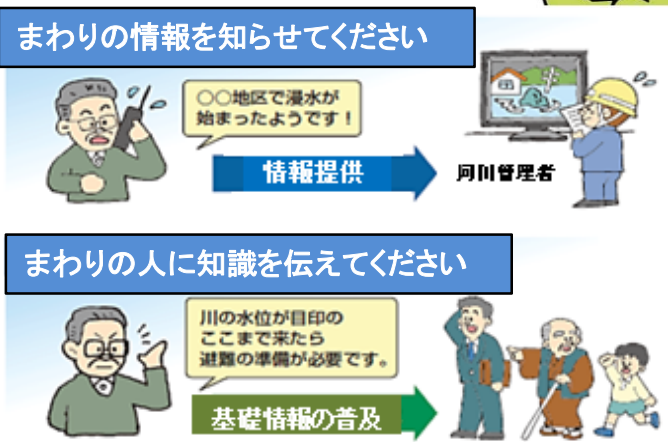 まわりの情報を知らせてください
○○地区で浸水が
始まったようです！
情報提供
河川管理者
まわりの人に知識を伝えてください
川の水位が目印の
ここまで来たら
避難の準備が必要です。
基礎情報の普及